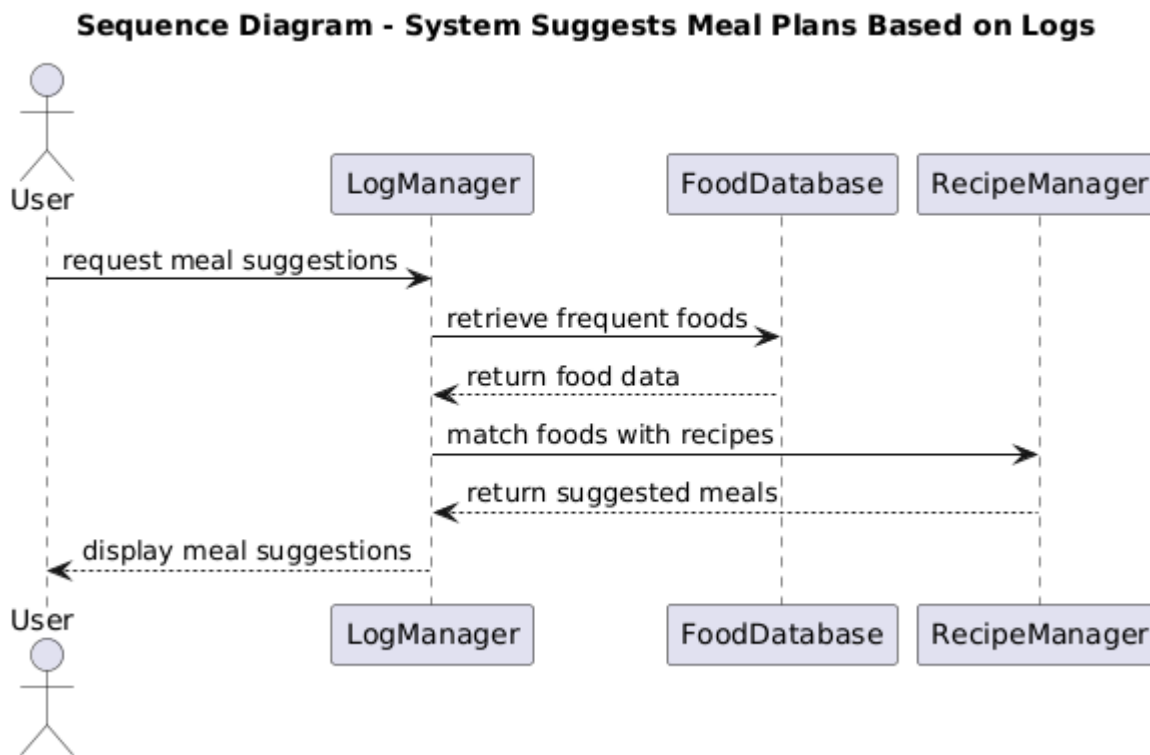 Sequence Diagram - System Suggests Meal Plans Based on Logs
User
LogManager
FoodDatabase
RecipeManager
request meal suggestions
retrieve frequent foods
return food data
match foods with recipes
return suggested meals
display meal suggestions
User
LogManager
FoodDatabase
RecipeManager